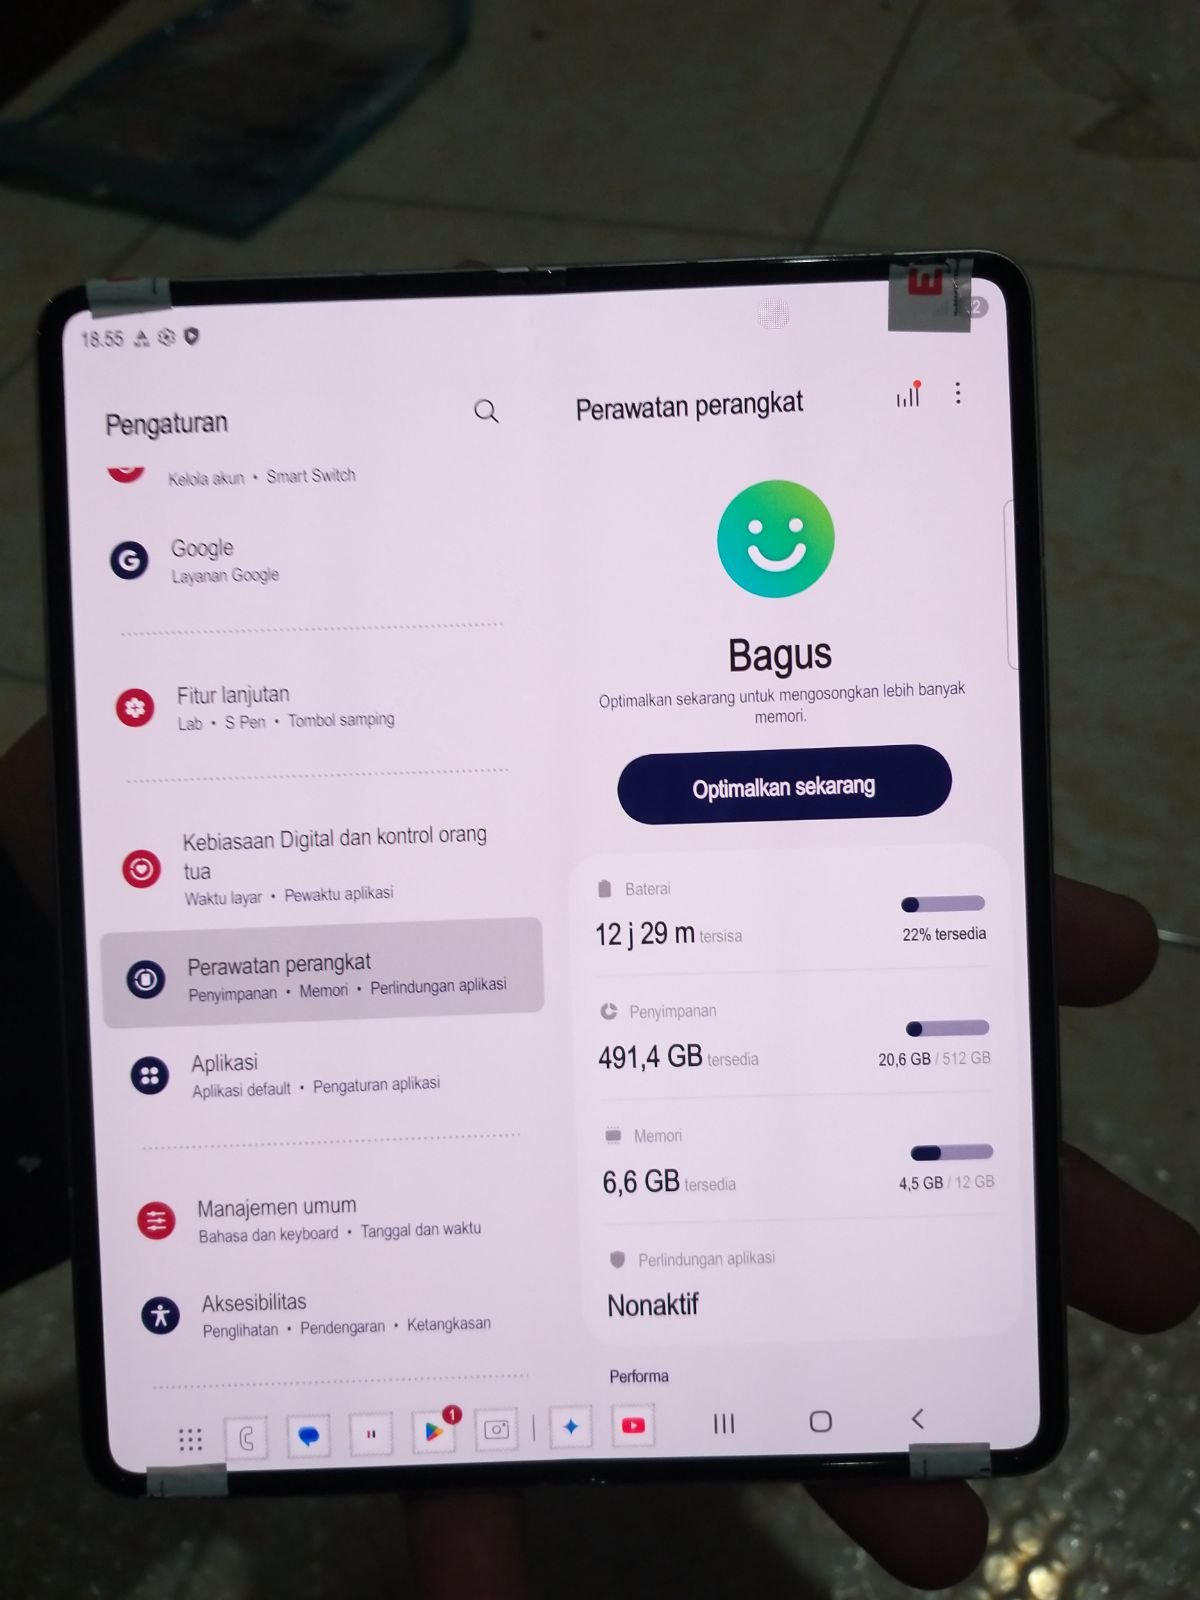 18.55
2
Pengaturan
Kelola akun • Smart Switch
Google
Layanan Google
Fitur lanjutan
Lab • S Pen • Tombol samping
Kebiasaan Digital dan kontrol orang
tua
Waktu layar • Pewaktu aplikasi
Perawatan perangkat
Penyimpanan • Memori • Perlindungan aplikasi
Aplikasi
Aplikasi default • Pengaturan aplikasi
Manajemen umum
Bahasa dan keyboard • Tanggal dan waktu
Aksesibilitas
Penglihatan • Pendengaran • Ketangkasan
Perawatan perangkat
Bagus
Optimalkan sekarang untuk mengosongkan lebih banyak
memori.
Optimalkan sekarang
Baterai
12 j 29 m tersisa
22% tersedia
Penyimpanan
491,4 GB tersedia
20,6 GB / 512 GB
Memori
6,6 GB tersedia
4,5 GB / 12 GB
Perlindungan aplikasi
Nonaktif
Performa
1